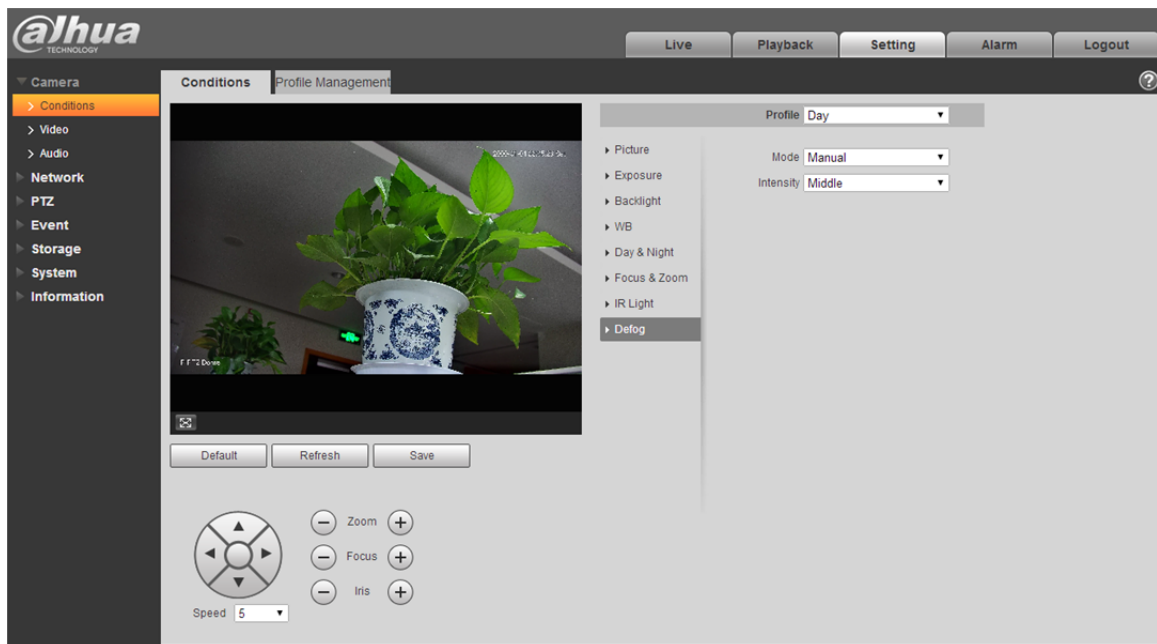 alhua
TECHNOLOGY
Live Playback Setting Alarm Logout
Camera
Conditions
Video
Audio
Network
PTZ
Event
Storage
System
Information
Conditions Profile Management
?
Profile Day
Picture
Exposure
Backlight
WB
Day & Night
Focus & Zoom
IR Light
Defog
Mode Manual
Intensity Middle
Default Refresh Save
Zoom
Focus
Iris
Speed 5